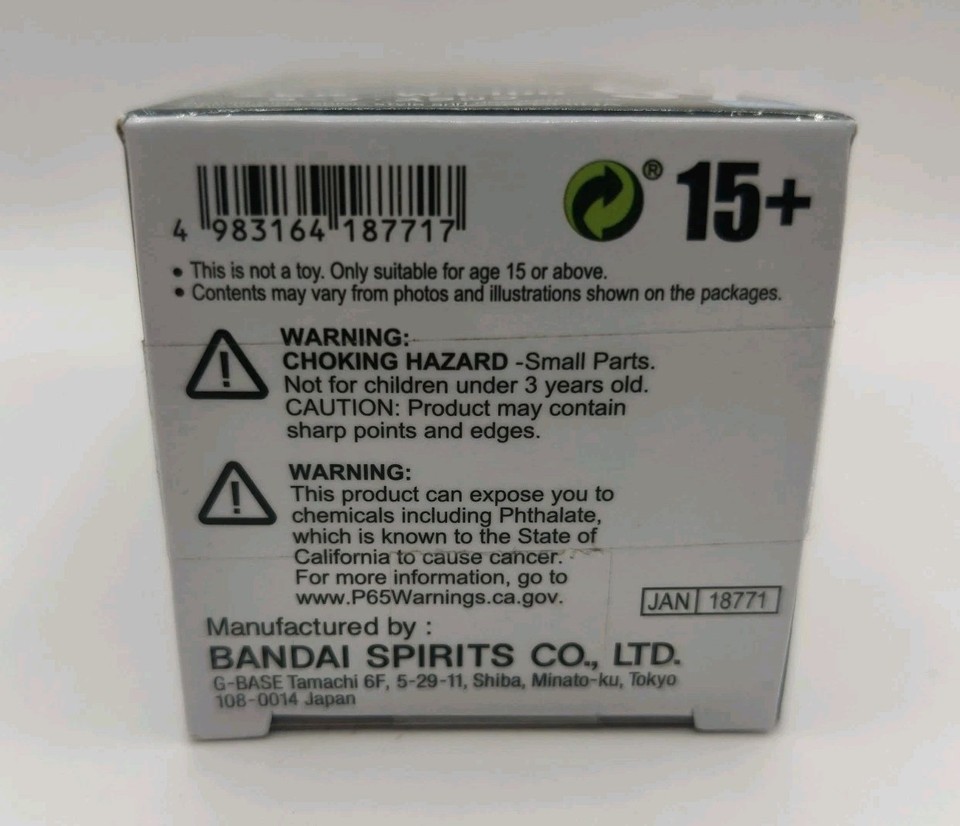 4 983164 187717
® 15+
• This is not a toy. Only suitable for age 15 or above.
• Contents may vary from photos and illustrations shown on the packages.
WARNING:
CHOKING HAZARD -Small Parts.
Not for children under 3 years old.
CAUTION: Product may contain
sharp points and edges.
WARNING:
This product can expose you to
chemicals including Phthalate,
which is known to the State of
California to cause cancer.
For more information, go to
www.P65Warnings.ca.gov.
JAN 18771
Manufactured by :
BANDAI SPIRITS CO., LTD.
G-BASE Tamachi 6F, 5-29-11, Shiba, Minato-ku, Tokyo
108-0014 Japan